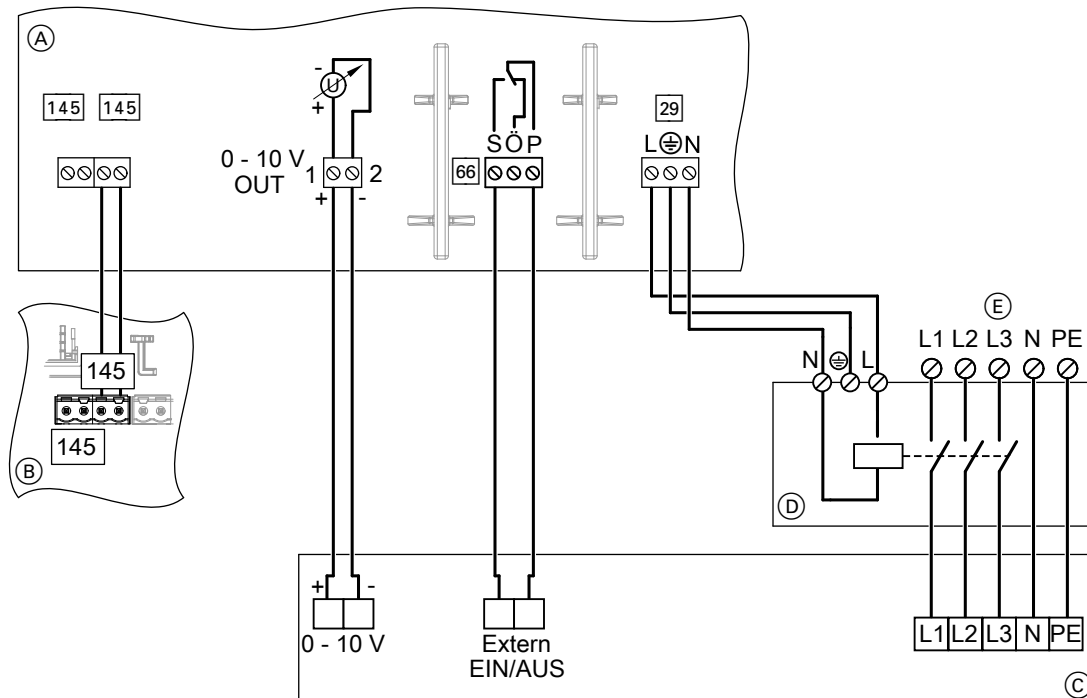 A
145 145
-
U
+
0 - 10 V
OUT
1 2
+ -
66
S Ö P
29
L N
145
145
B
E
L1 L2 L3 N PE
N L
D
+ -
0 - 10 V
Extern
EIN/AUS
L1 L2 L3 N PE
C